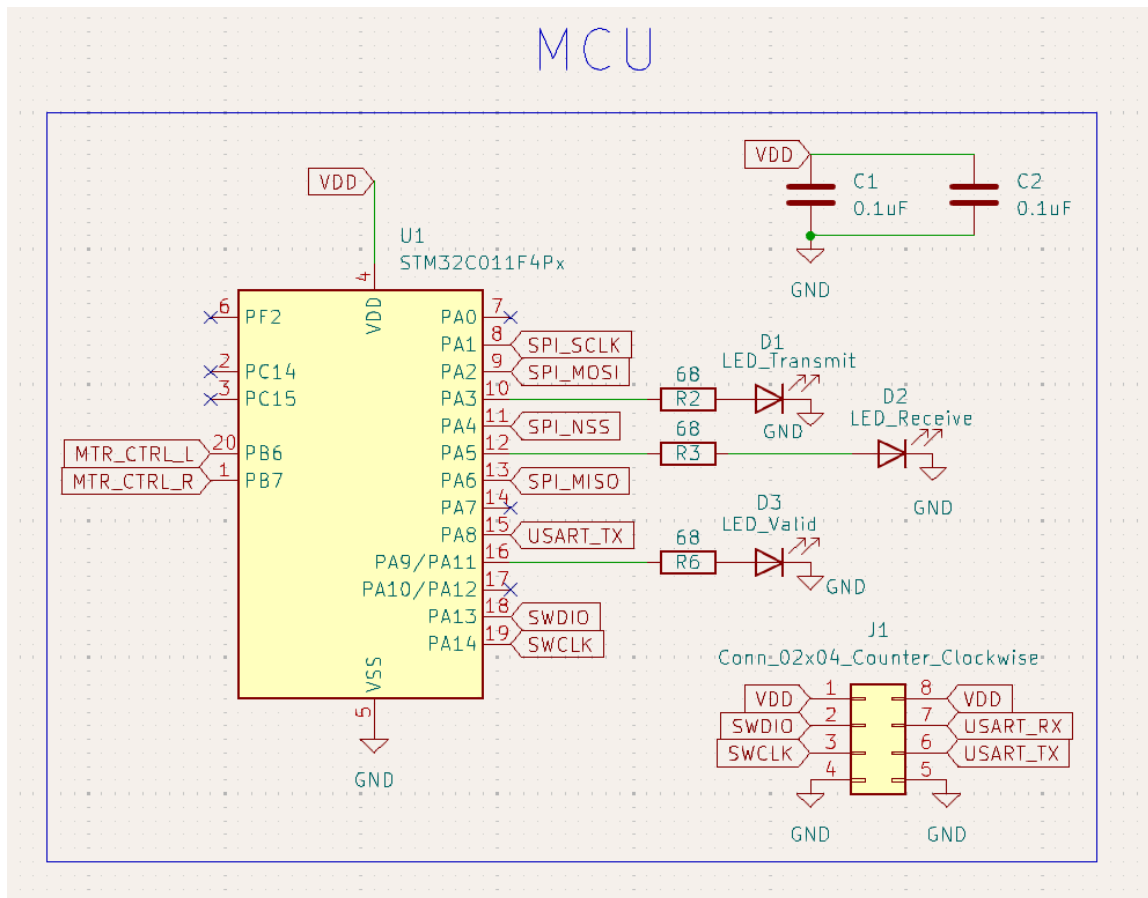 MCU
VDD
U1
STM32C011F4Px
4
VDD
6 PF2
2 PC14
3 PC15
MTR_CTRL_L 20 PB6
MTR_CTRL_R 1 PB7
PA0 7
PA1 8 SPI_SCLK
PA2 9 SPI_MOSI
PA3 10
PA4 11 SPI_NSS
PA5 12
PA6 13 SPI_MISO
PA7 14
PA8 15 USART_TX
PA9/PA11 16
PA10/PA12 17
PA13 18 SWDIO
PA14 19 SWCLK
VSS
5
GND
VDD
C1
0.1uF
C2
0.1uF
GND
68
R2
D1
LED_Transmit
GND
68
R3
D2
LED_Receive
GND
68
R6
D3
LED_Valid
GND
J1
Conn_02x04_Counter_Clockwise
VDD 1 8 VDD
SWDIO 2 7 USART_RX
SWCLK 3 6 USART_TX
4 5
GND GND